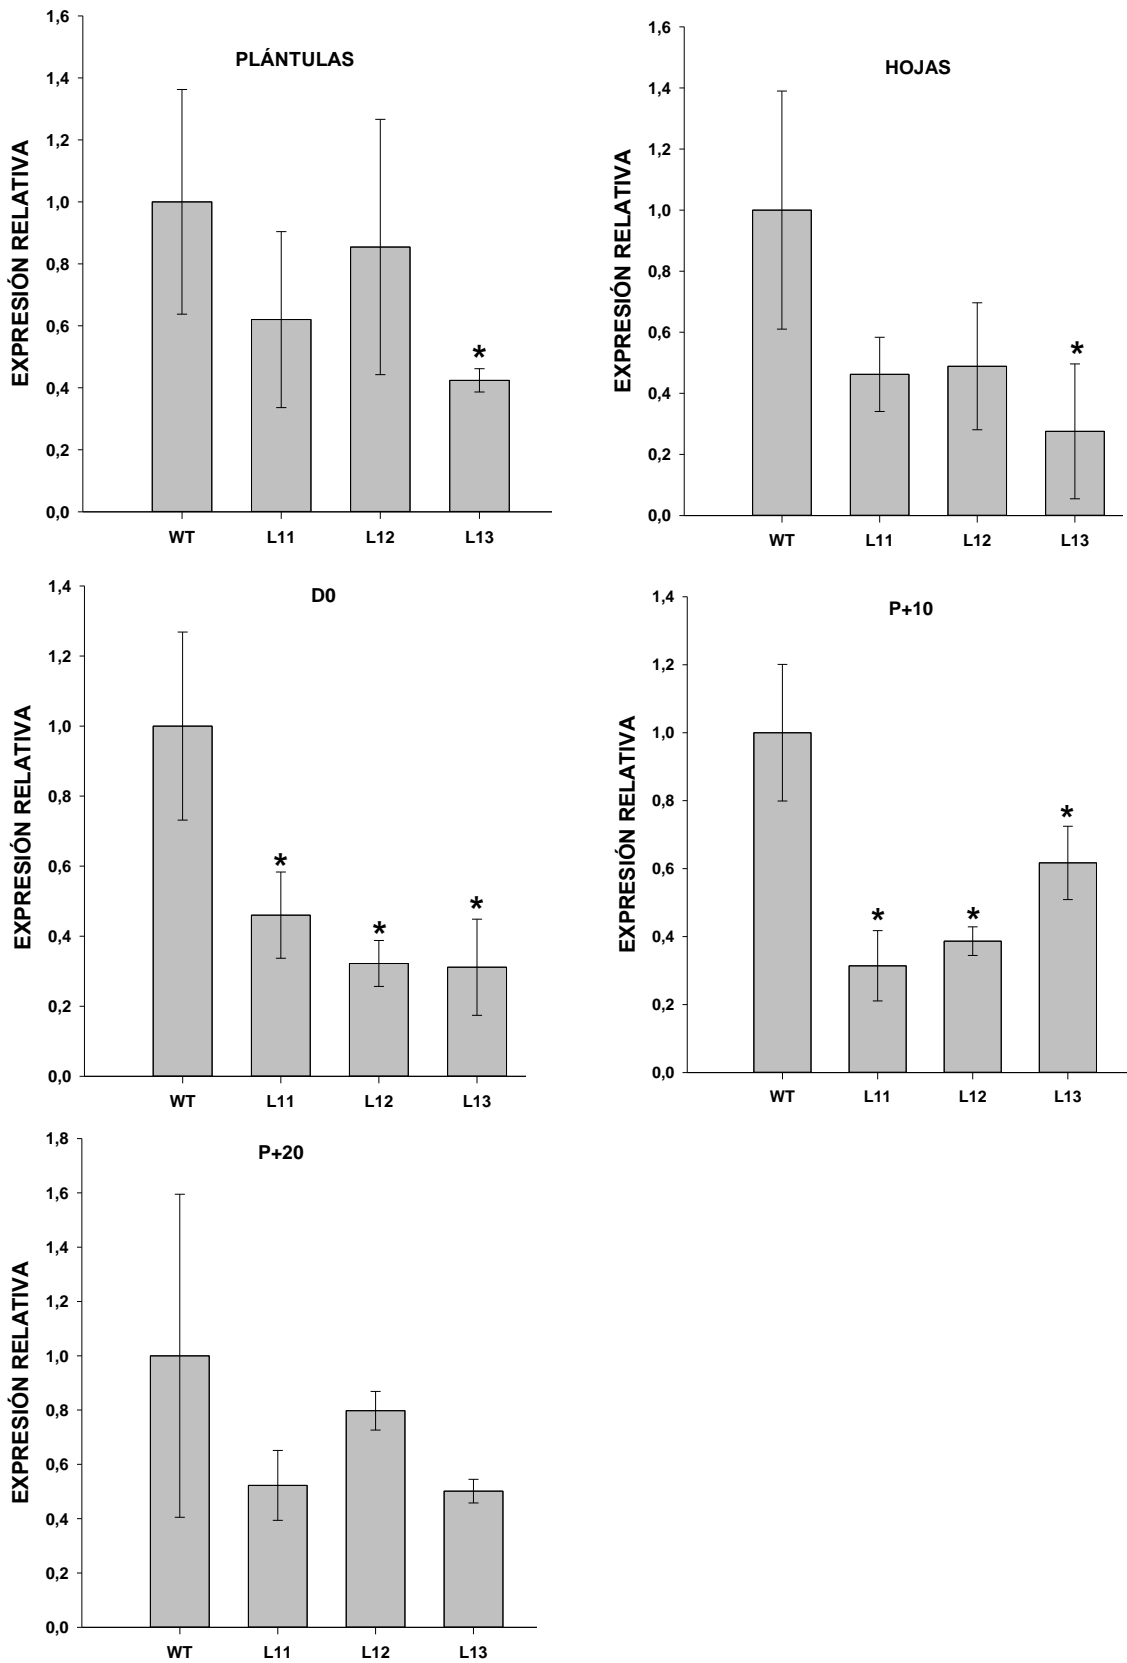 PLÁNTULAS
EXPRESIÓN RELATIVA
1,6
1,4
1,2
1,0
0,8
0,6
0,4
0,2
0,0
*
WT L11 L12 L13
HOJAS
EXPRESIÓN RELATIVA
1,6
1,4
1,2
1,0
0,8
0,6
0,4
0,2
0,0
*
WT L11 L12 L13
D0
EXPRESIÓN RELATIVA
1,4
1,2
1,0
0,8
0,6
0,4
0,2
0,0
* * *
WT L11 L12 L13
P+10
EXPRESIÓN RELATIVA
1,4
1,2
1,0
0,8
0,6
0,4
0,2
0,0
* * *
WT L11 L12 L13
P+20
EXPRESIÓN RELATIVA
1,8
1,6
1,4
1,2
1,0
0,8
0,6
0,4
0,2
0,0
WT L11 L12 L13